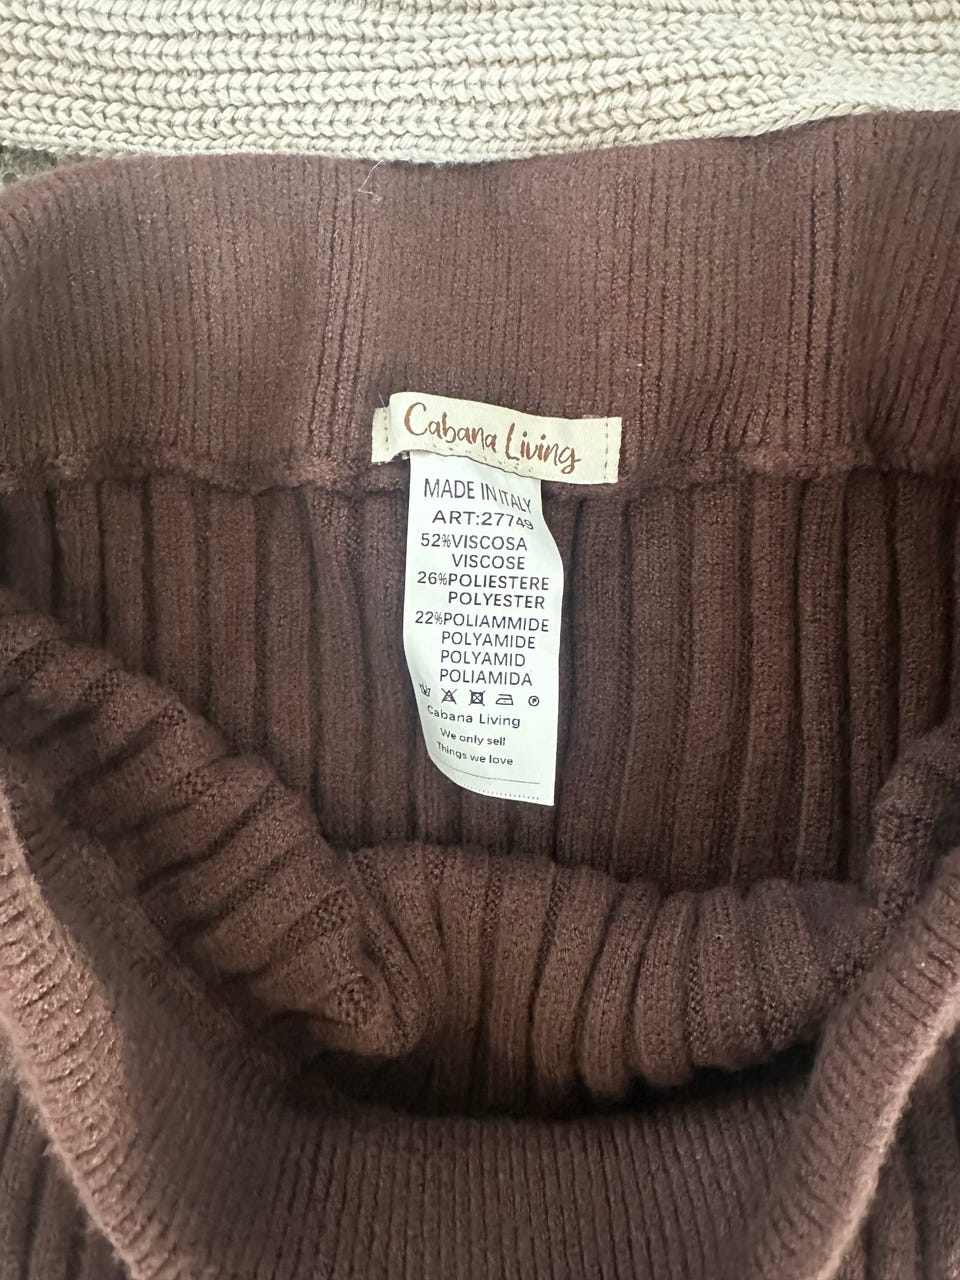 Cabana Living
MADE IN ITALY
ART:27749
52%VISCOSA
VISCOSE
26%POLIESTERE
POLYESTER
22%POLIAMMIDE
POLYAMIDE
POLYAMID
POLIAMIDA
Cabana Living
We only sell
Things we love